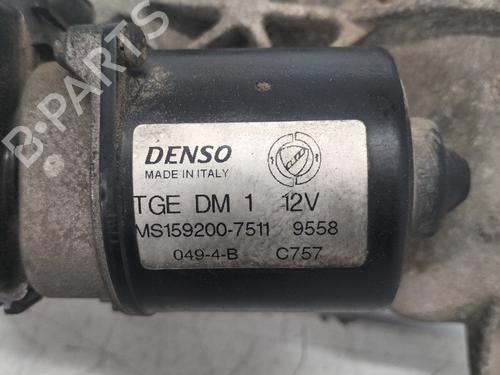 B-PARTS
DENSO
MADE IN ITALY
TGE DM 1 12V
MS159200-7511 9558
049-4-B C757